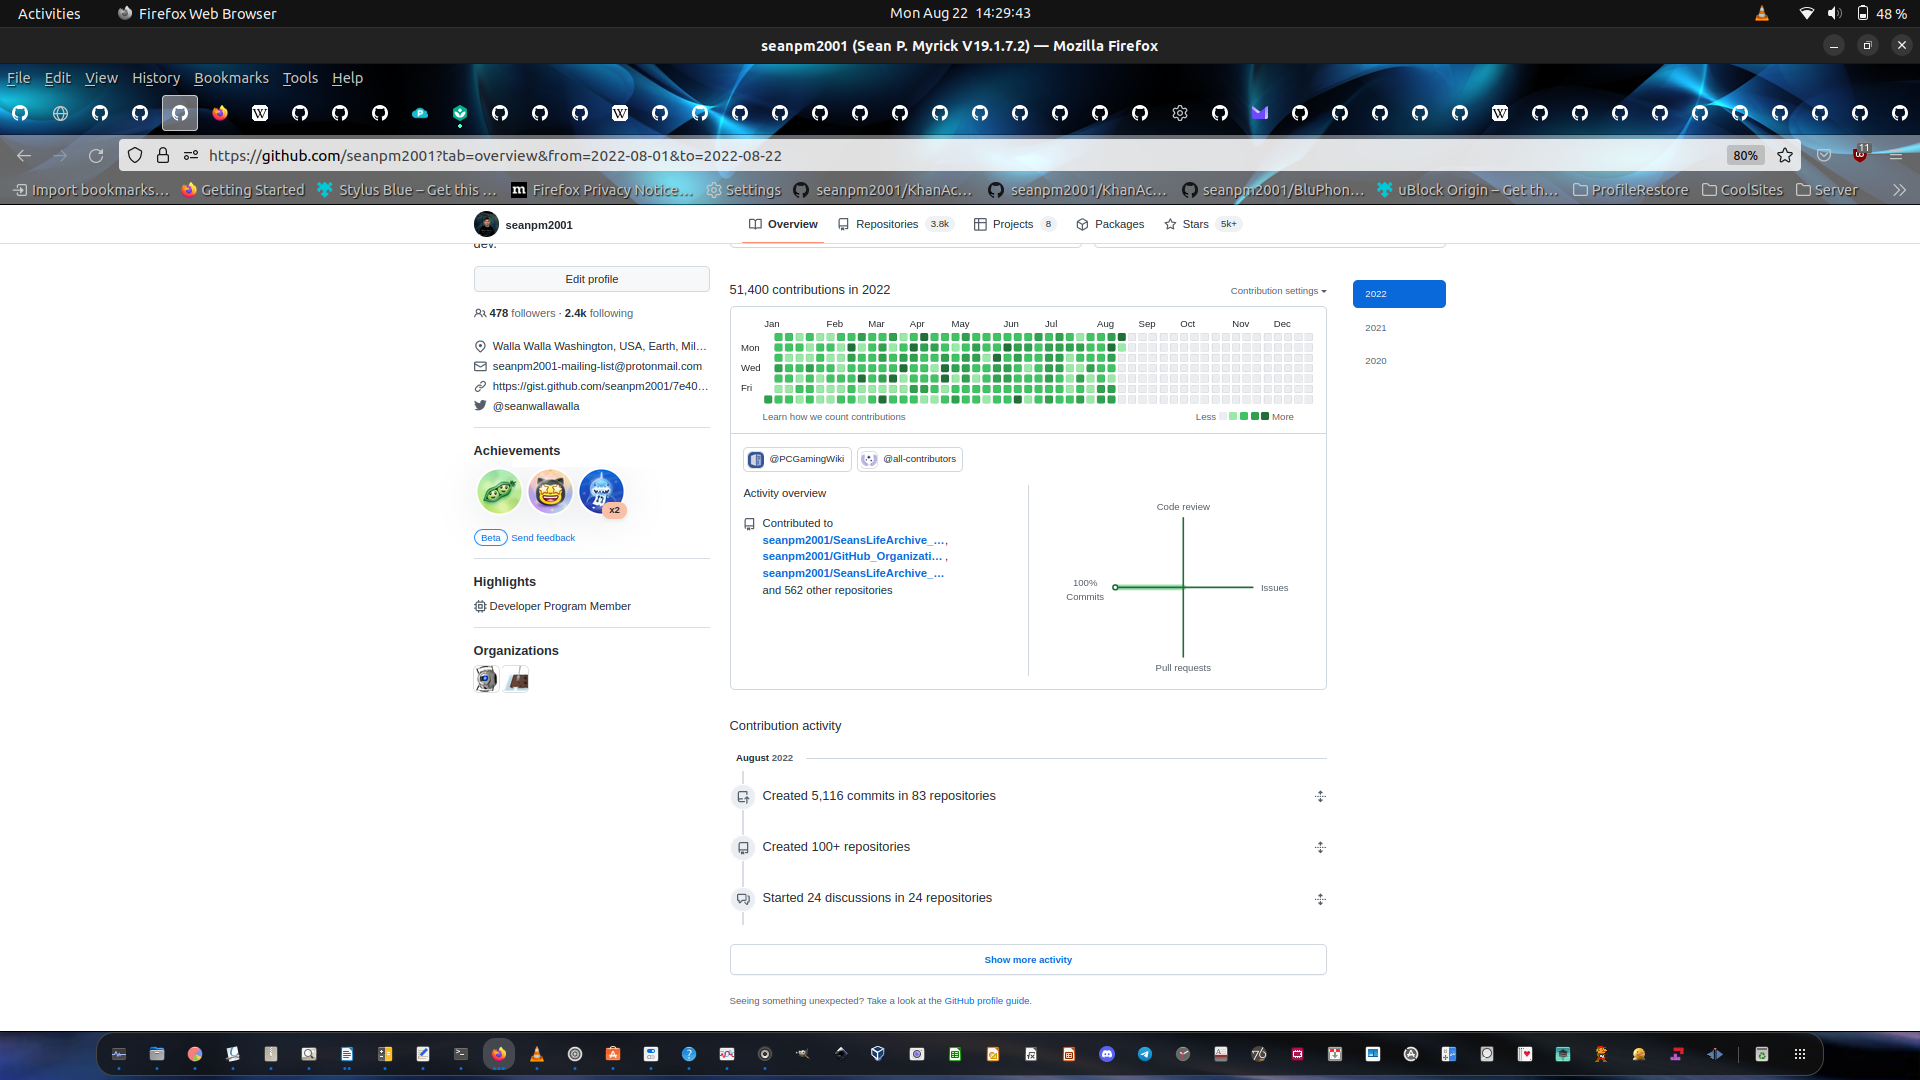 Activities
Firefox Web Browser
Mon Aug 22 14:29:43
48 %
seanpm2001 (Sean P. Myrick V19.1.7.2) — Mozilla Firefox
File Edit View History Bookmarks Tools Help
https://github.com/seanpm2001?tab=overview&from=2022-08-01&to=2022-08-22
80%
11
Import bookmarks…
Getting Started
Stylus Blue – Get this …
Firefox Privacy Notice…
Settings
seanpm2001/KhanAc…
seanpm2001/KhanAc…
seanpm2001/BluPhon…
uBlock Origin – Get th…
ProfileRestore
CoolSites
Server
seanpm2001
Overview
Repositories 3.8k
Projects 8
Packages
Stars 5k+
dev.
Edit profile
478 followers · 2.4k following
Walla Walla Washington, USA, Earth, Mil…
seanpm2001-mailing-list@protonmail.com
https://gist.github.com/seanpm2001/7e40…
@seanwallawalla
Achievements
x2
Beta Send feedback
Highlights
Developer Program Member
Organizations
51,400 contributions in 2022
Contribution settings
Jan Feb Mar Apr May Jun Jul Aug Sep Oct Nov Dec
Mon
Wed
Fri
Learn how we count contributions
Less More
@PCGamingWiki
@all-contributors
Activity overview
Contributed to
seanpm2001/SeansLifeArchive_…,
seanpm2001/GitHub_Organizati… ,
seanpm2001/SeansLifeArchive_…
and 562 other repositories
Code review
100%
Commits
Issues
Pull requests
2022
2021
2020
Contribution activity
August 2022
Created 5,116 commits in 83 repositories
Created 100+ repositories
Started 24 discussions in 24 repositories
Show more activity
Seeing something unexpected? Take a look at the GitHub profile guide.